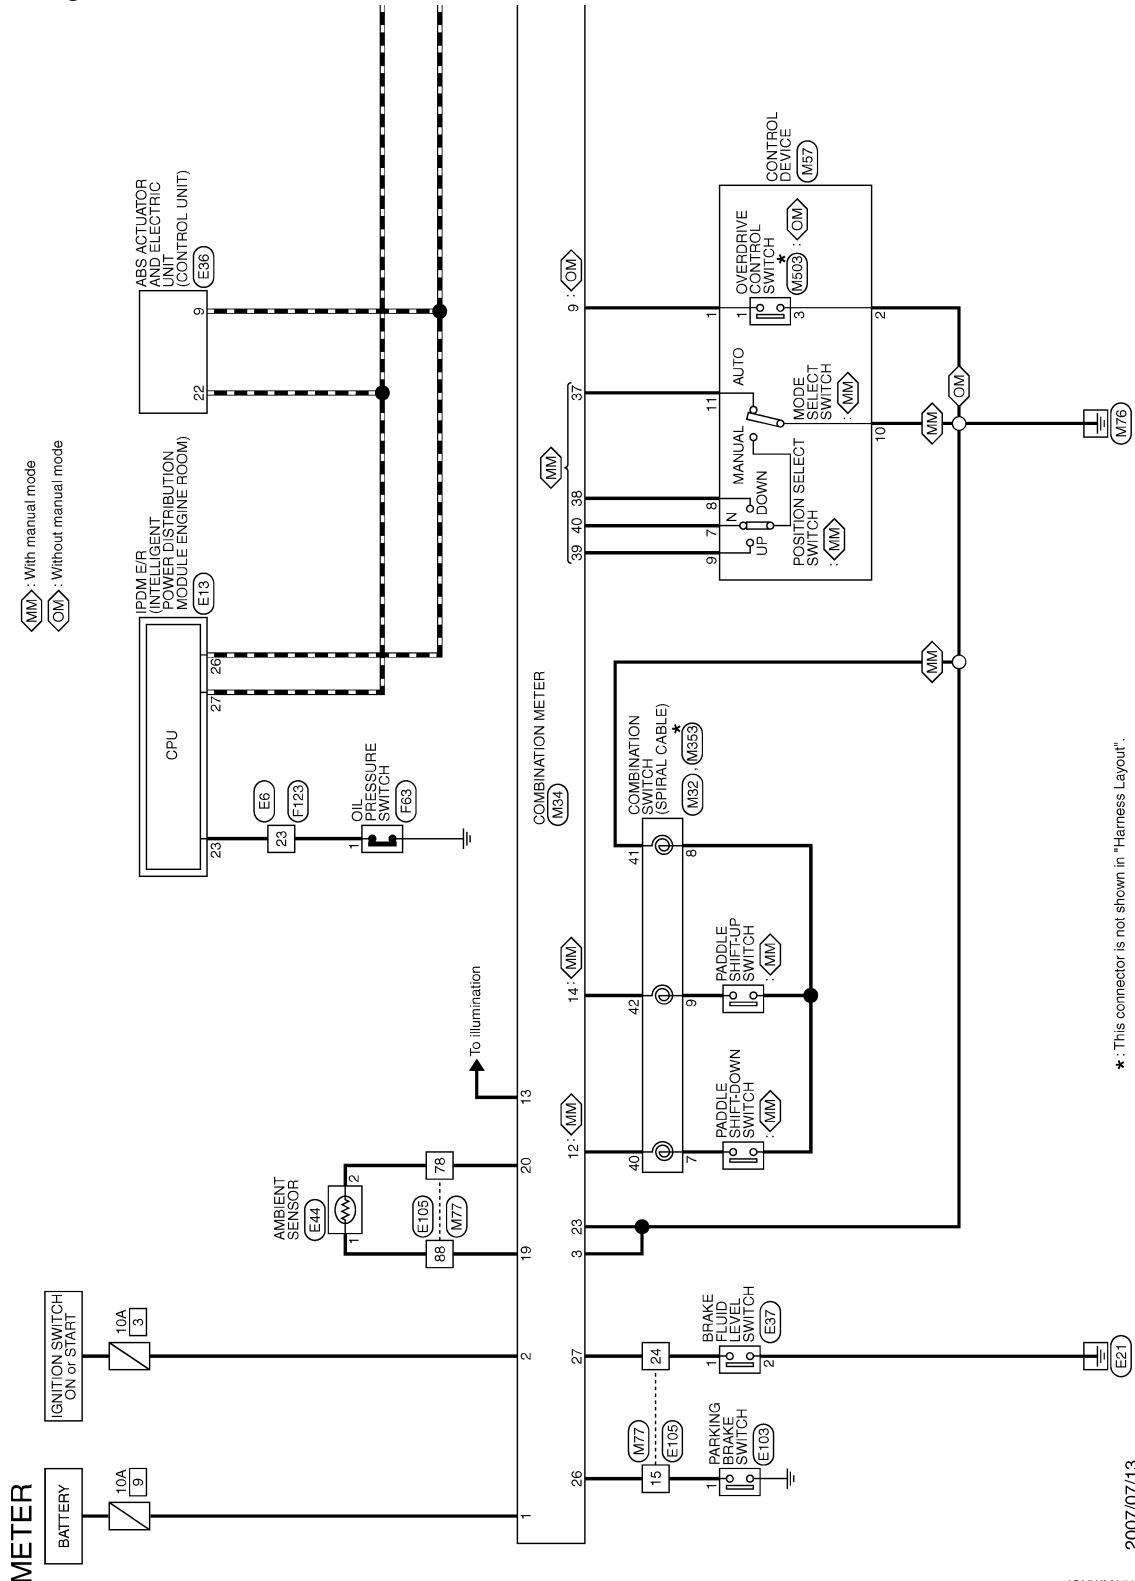 METER
BATTERY
10A
9
IGNITION SWITCH
ON or START
10A
3
AMBIENT
SENSOR
E44
1
2
E105
M77
88
78
To illumination
MM : With manual mode
OM : Without manual mode
IPDM E/R
(INTELLIGENT
POWER DISTRIBUTION
MODULE ENGINE ROOM)
E13
CPU
23
27
26
E6
F123
23
OIL
PRESSURE
SWITCH
F63
1
ABS ACTUATOR
AND ELECTRIC
UNIT
(CONTROL UNIT)
E36
22
9
1
2
19
20
13
COMBINATION METER
M34
26
27
3
23
12 : MM
14 : MM
39
40
38
37
MM
9 : OM
M77
E105
15
24
PARKING
BRAKE
SWITCH
E103
1
BRAKE
FLUID
LEVEL
SWITCH
E37
1
2
E21
COMBINATION
SWITCH
(SPIRAL CABLE)
*
M32 , M353
40
42
41
7
9
8
PADDLE
SHIFT-DOWN
SWITCH
: MM
PADDLE
SHIFT-UP
SWITCH
: MM
MM
CONTROL
DEVICE
M57
9
7
8
11
1
UP
N
DOWN
MANUAL
AUTO
POSITION SELECT
SWITCH
: MM
MODE
SELECT
SWITCH
: MM
OVERDRIVE
CONTROL
SWITCH
*
M503 : OM
1
3
10
2
MM
OM
M76
* : This connector is not shown in "Harness Layout".
2007/07/13